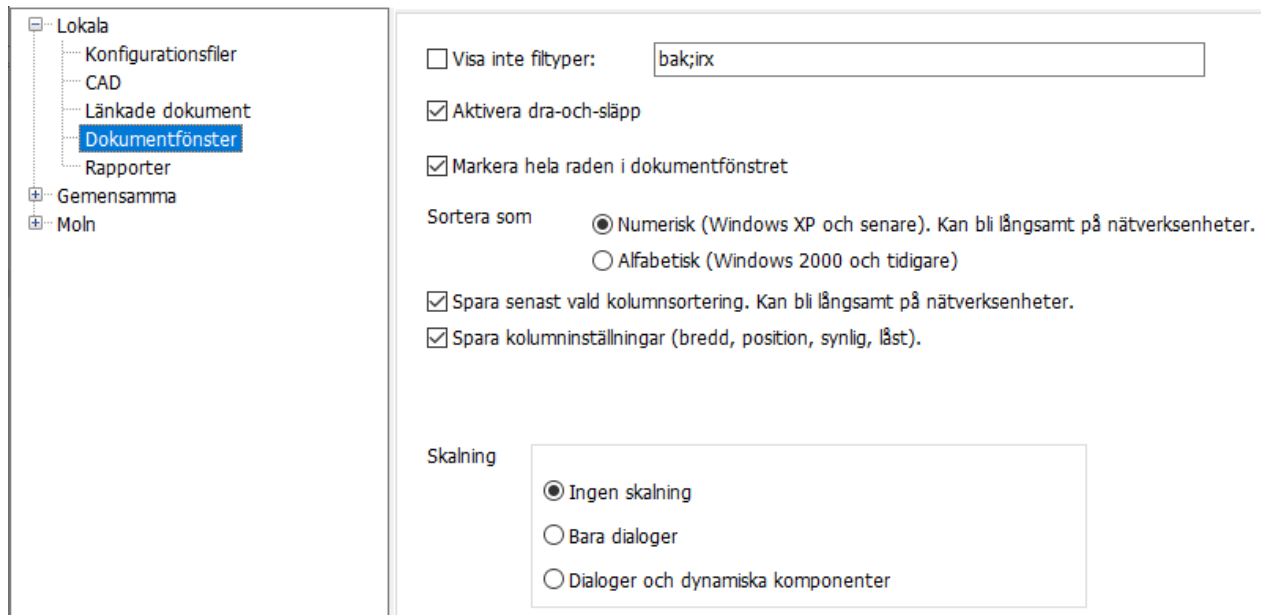 Lokala
Konfigurationsfiler
CAD
Länkade dokument
Dokumentfönster
Rapporter
Gemensamma
Moln
Visa inte filtyper: bak;irx
Aktivera dra-och-släpp
Markera hela raden i dokumentfönstret
Sortera som
Numerisk (Windows XP och senare). Kan bli långsamt på nätverksenheter.
Alfabetisk (Windows 2000 och tidigare)
Spara senast vald kolumnsortering. Kan bli långsamt på nätverksenheter.
Spara kolumninställningar (bredd, position, synlig, låst).
Skalning
Ingen skalning
Bara dialoger
Dialoger och dynamiska komponenter